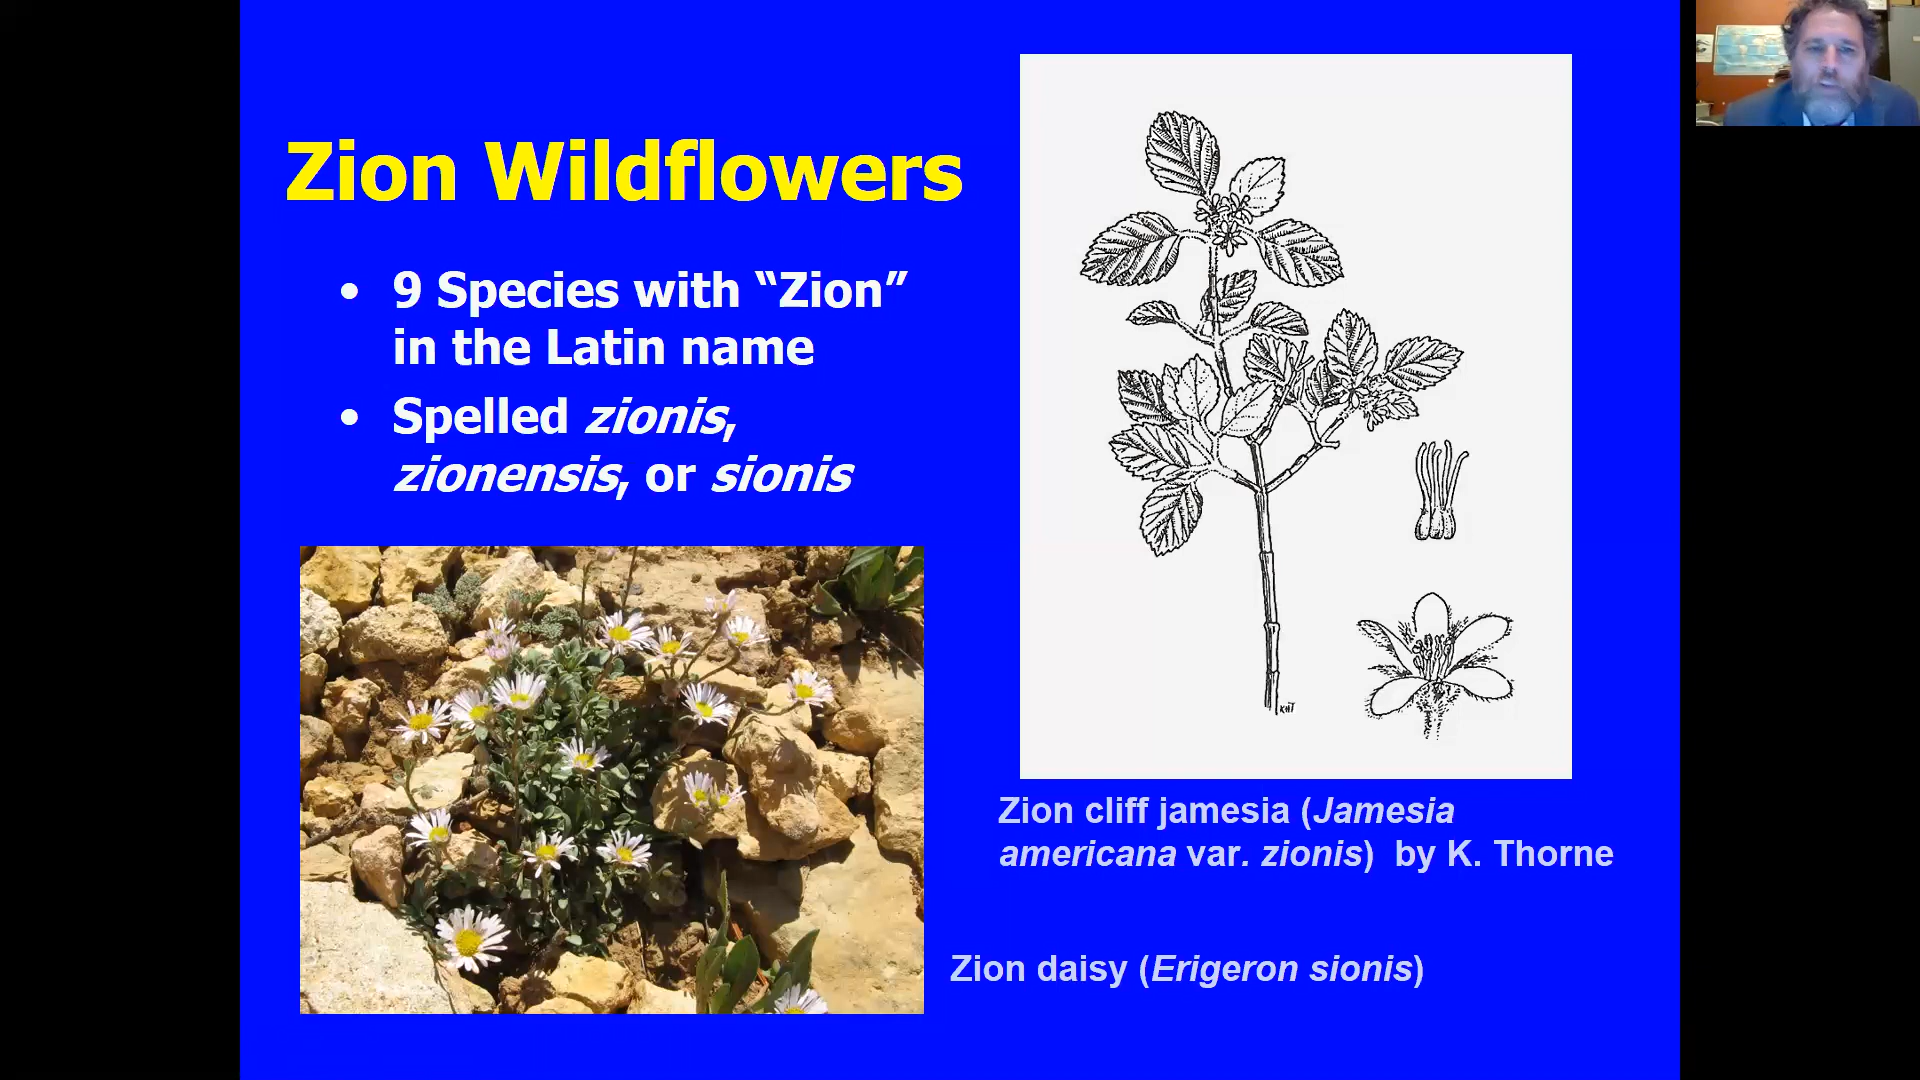 Zion Wildflowers
• 9 Species with “Zion”
in the Latin name
• Spelled zionis,
zionensis, or sionis
KHT
Zion cliff jamesia (Jamesia
americana var. zionis) by K. Thorne
Zion daisy (Erigeron sionis)